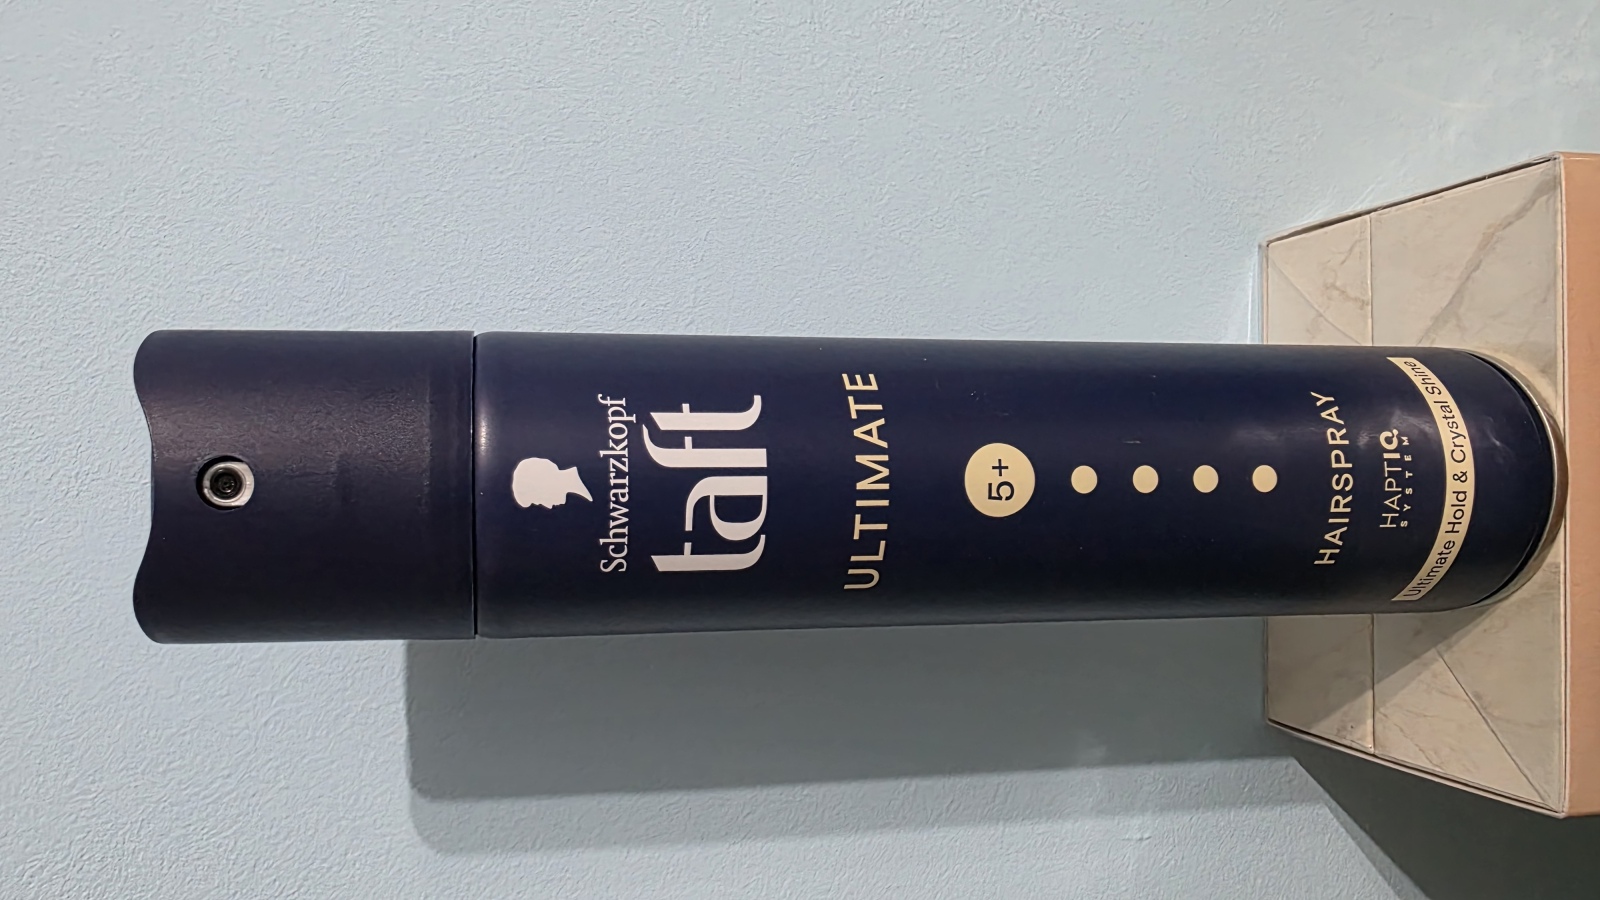 Schwarzkopf
taft
ULTIMATE
5+
HAIRSPRAY
HAPTIQ
SYSTEM
Ultimate Hold & Crystal Shine